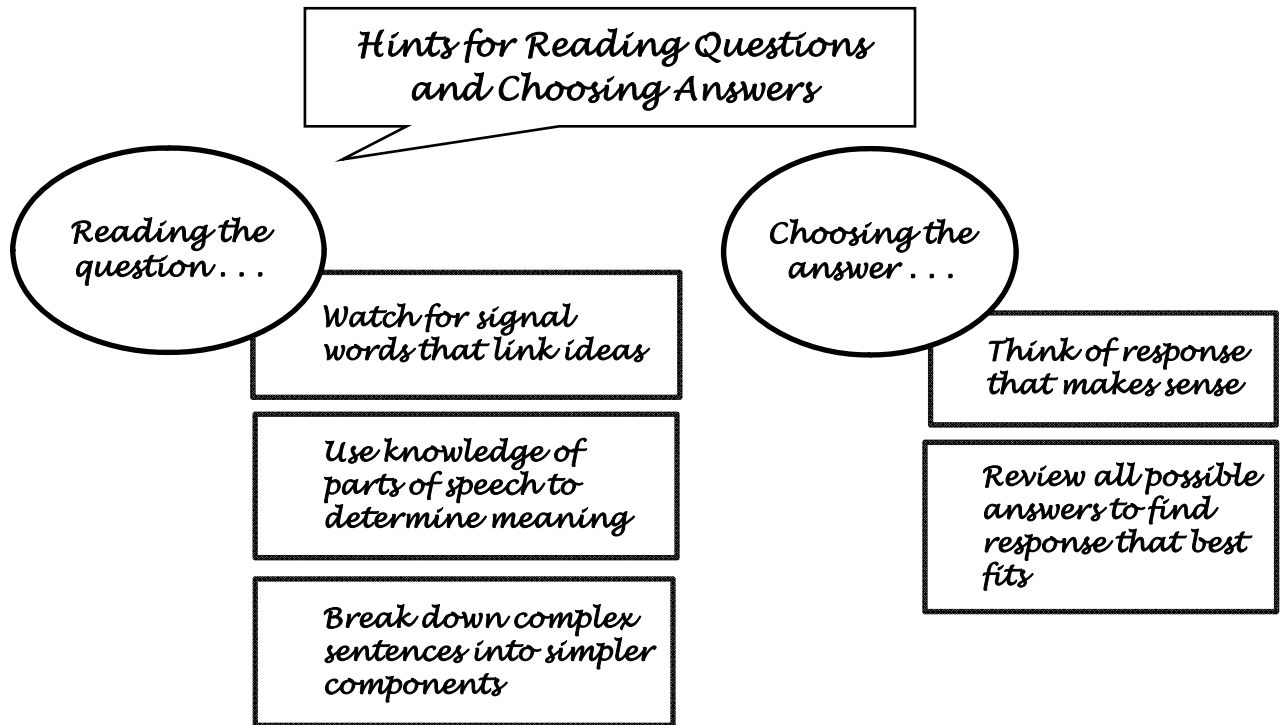 Hints for Reading Questions
and Choosing Answers
Reading the
question . . .
Watch for signal
words that link ideas
Use knowledge of
parts of speech to
determine meaning
Break down complex
sentences into simpler
components
Choosing the
answer . . .
Think of response
that makes sense
Review all possible
answers to find
response that best
fits